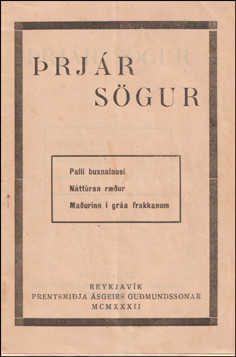 ÞRJÁR
SÖGUR
Palli buxnalausi
Náttúran ræður
Maðurinn í gráa frakkanum
REYKJAVÍK
PRENTSMIÐJA ÁSGEIRS GUÐMUNDSSONAR
MCMXXXII